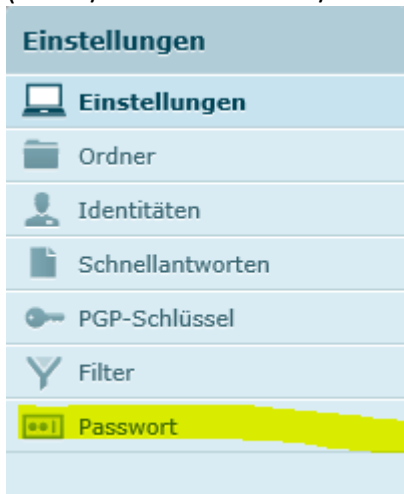 Einstellungen
Einstellungen
Ordner
Identitäten
Schnellantworten
PGP-Schlüssel
Filter
Passwort